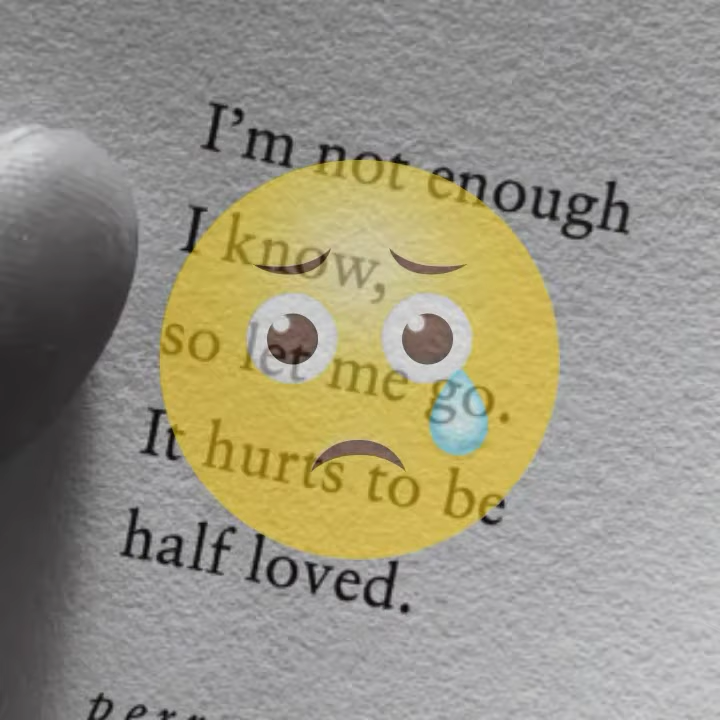 I'm not enough
I know,
so let me go.
It hurts to be
half loved.